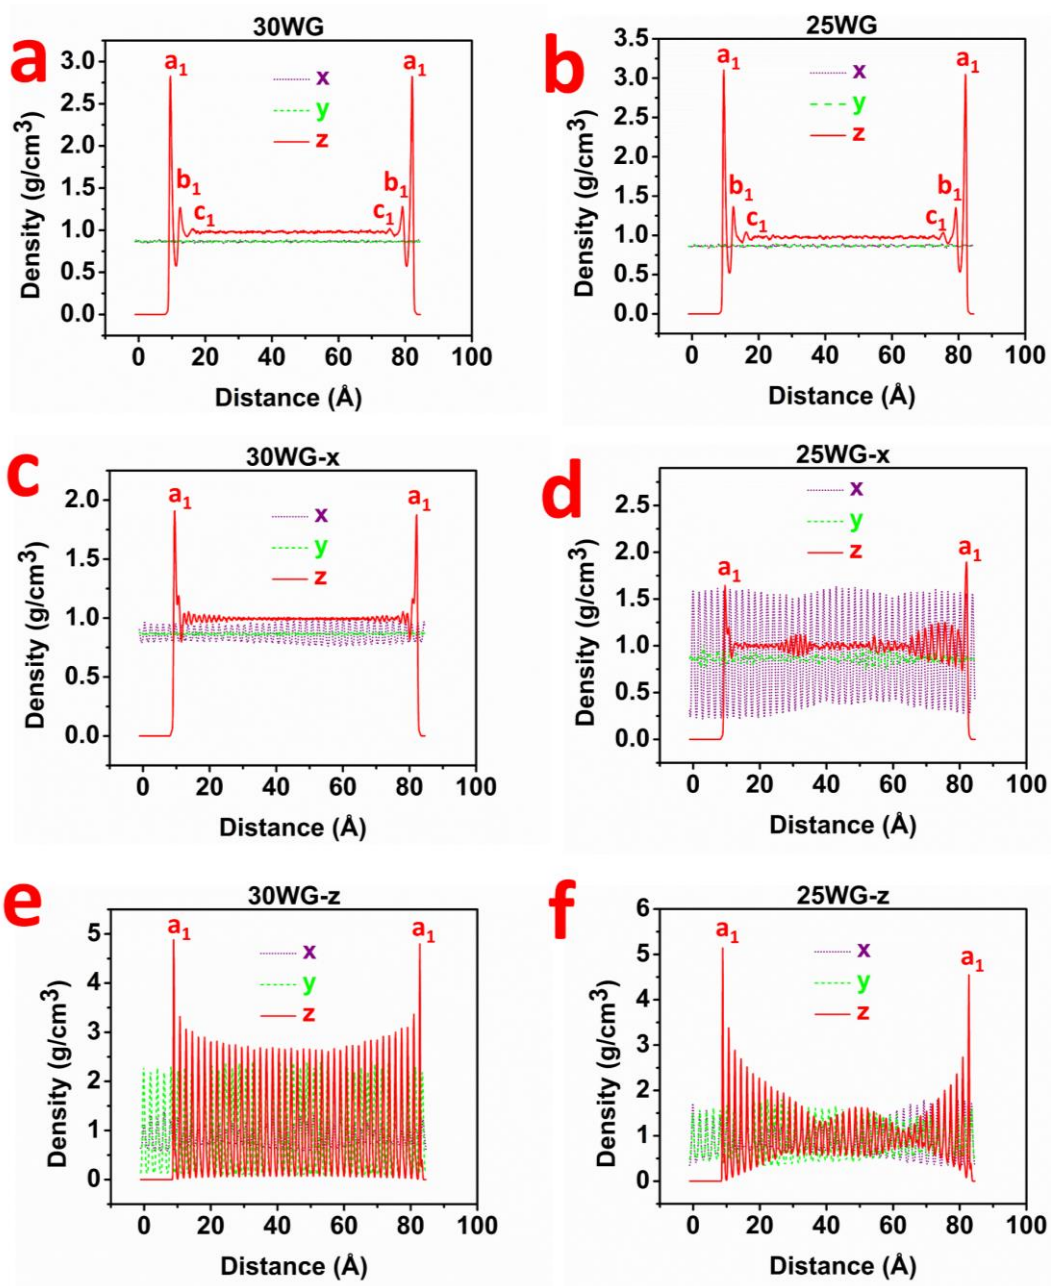 a
30WG
3.0
2.5
2.0
1.5
1.0
0.5
0.0
Density (g/cm3)
a1
a1
x
y
z
b1
b1
c1
c1
0 20 40 60 80 100
Distance (Å)
b
25WG
3.5
3.0
2.5
2.0
1.5
1.0
0.5
0.0
Density (g/cm3)
a1
a1
x
y
z
b1
b1
c1
c1
0 20 40 60 80 100
Distance (Å)
c
30WG-x
2.0
1.5
1.0
0.5
0.0
Density (g/cm3)
a1
a1
x
y
z
0 20 40 60 80 100
Distance (Å)
d
25WG-x
2.5
2.0
1.5
1.0
0.5
0.0
Density (g/cm3)
x
y
z
a1
a1
0 20 40 60 80 100
Distance (Å)
e
30WG-z
5
4
3
2
1
0
Density (g/cm3)
a1
a1
x
y
z
0 20 40 60 80 100
Distance (Å)
f
25WG-z
6
5
4
3
2
1
0
Density (g/cm3)
a1
a1
x
y
z
0 20 40 60 80 100
Distance (Å)